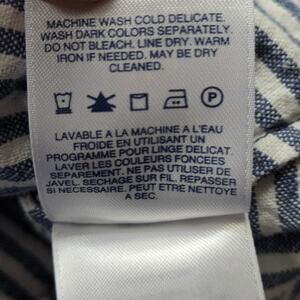 MACHINE WASH COLD DELICATE.
WASH DARK COLORS SEPARATELY.
DO NOT BLEACH. LINE DRY. WARM
IRON IF NEEDED. MAY BE DRY
CLEANED.
P
LAVABLE A LA MACHINE A L'EAU
FROIDE EN UTILISANT UN
PROGRAMME POUR LINGE DELICAT.
LAVER LES COULEURS FONCEES
SEPAREMENT. NE PAS UTILISER DE
JAVEL. SECHAGE SUR FIL. REPASSER
SI NECESSAIRE. PEUT ETRE NETTOYE
A SEC.